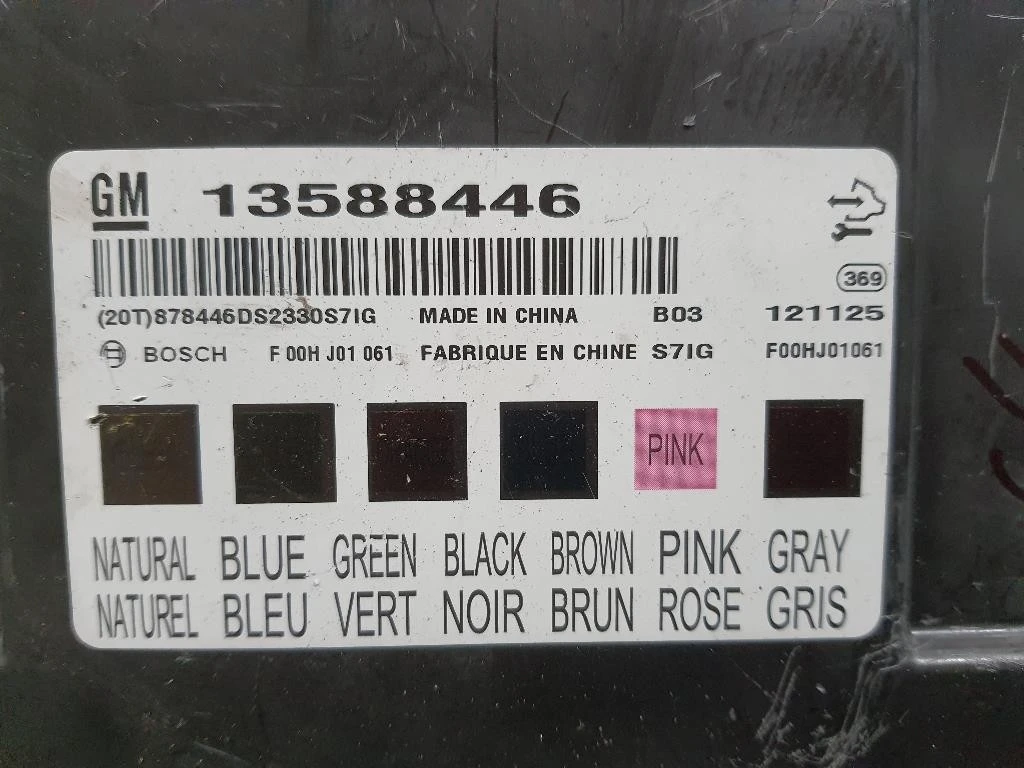 GM 13588446
369
(20T)878446DS2330S7IG MADE IN CHINA B03 121125
BOSCH F 00H J01 061 FABRIQUE EN CHINE S7IG F00HJ01061
PINK
NATURAL BLUE GREEN BLACK BROWN PINK GRAY
NATUREL BLEU VERT NOIR BRUN ROSE GRIS